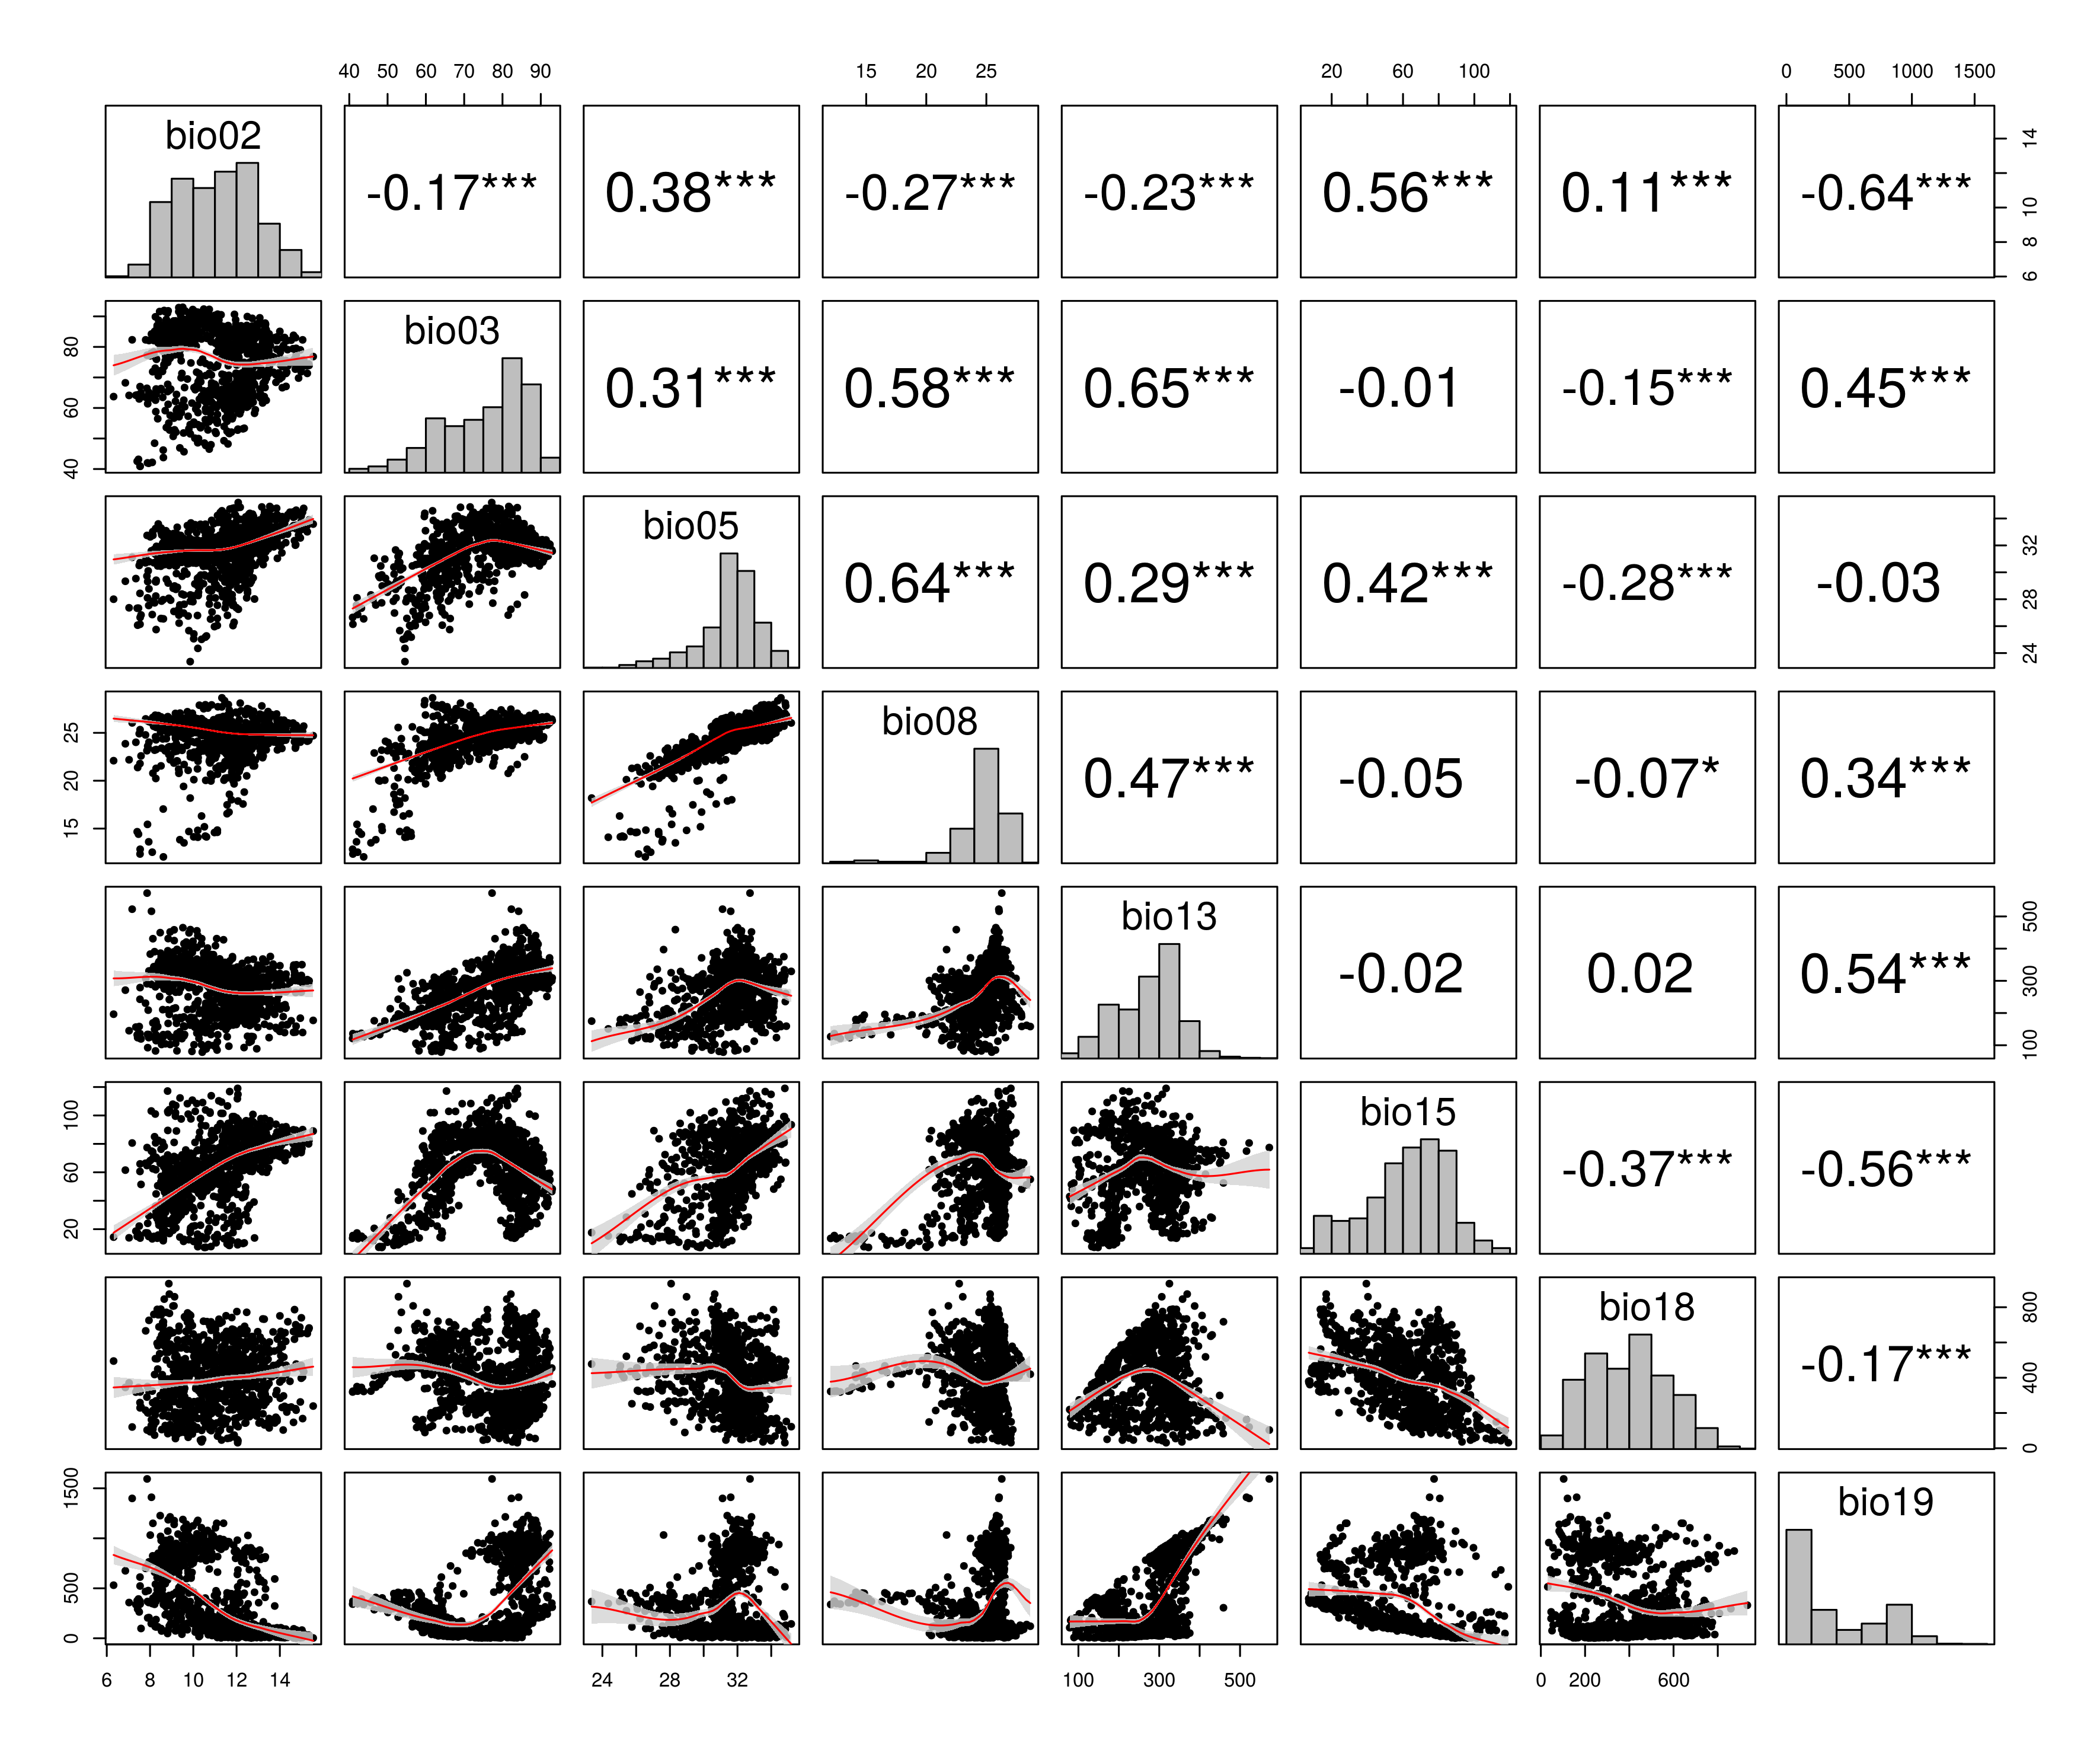 40 50 60 70 80 90 15 20 25 20 60 100 0 500 1000 1500
bio02 -0.17*** 0.38*** -0.27*** -0.23*** 0.56*** 0.11*** -0.64*** 6 8 10 14
40 60 80 bio03 0.31*** 0.58*** 0.65*** -0.01 -0.15*** 0.45***
bio05 0.64*** 0.29*** 0.42*** -0.28*** -0.03 24 28 32
15 20 25 bio08 0.47*** -0.05 -0.07* 0.34***
bio13 -0.02 0.02 0.54*** 100 300 500
20 60 100 bio15 -0.37*** -0.56***
bio18 -0.17*** 0 400 800
0 500 1500 bio19
6 8 10 12 14 24 28 32 100 300 500 0 200 600